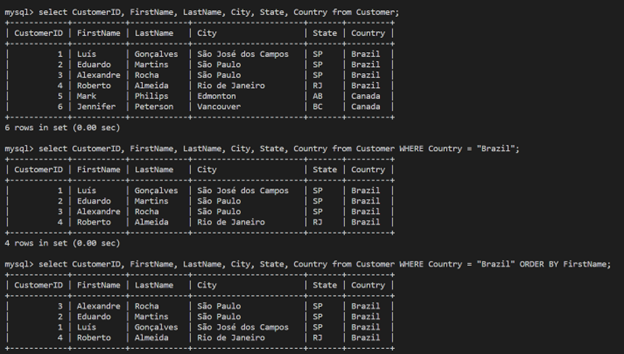 mysql> select CustomerID, FirstName, LastName, City, State, Country from Customer;
+------------+-----------+-----------+---------------------+-------+---------+
| CustomerID | FirstName | LastName  | City                | State | Country |
+------------+-----------+-----------+---------------------+-------+---------+
|          1 | Luís      | Gonçalves | São José dos Campos | SP    | Brazil  |
|          2 | Eduardo   | Martins   | São Paulo           | SP    | Brazil  |
|          3 | Alexandre | Rocha     | São Paulo           | SP    | Brazil  |
|          4 | Roberto   | Almeida   | Rio de Janeiro      | RJ    | Brazil  |
|          5 | Mark      | Philips   | Edmonton            | AB    | Canada  |
|          6 | Jennifer  | Peterson  | Vancouver           | BC    | Canada  |
+------------+-----------+-----------+---------------------+-------+---------+
6 rows in set (0.00 sec)
mysql> select CustomerID, FirstName, LastName, City, State, Country from Customer WHERE Country = "Brazil";
+------------+-----------+-----------+---------------------+-------+---------+
| CustomerID | FirstName | LastName  | City                | State | Country |
+------------+-----------+-----------+---------------------+-------+---------+
|          1 | Luís      | Gonçalves | São José dos Campos | SP    | Brazil  |
|          2 | Eduardo   | Martins   | São Paulo           | SP    | Brazil  |
|          3 | Alexandre | Rocha     | São Paulo           | SP    | Brazil  |
|          4 | Roberto   | Almeida   | Rio de Janeiro      | RJ    | Brazil  |
+------------+-----------+-----------+---------------------+-------+---------+
4 rows in set (0.00 sec)
mysql> select CustomerID, FirstName, LastName, City, State, Country from Customer WHERE Country = "Brazil" ORDER BY FirstName;
+------------+-----------+-----------+---------------------+-------+---------+
| CustomerID | FirstName | LastName  | City                | State | Country |
+------------+-----------+-----------+---------------------+-------+---------+
|          3 | Alexandre | Rocha     | São Paulo           | SP    | Brazil  |
|          2 | Eduardo   | Martins   | São Paulo           | SP    | Brazil  |
|          1 | Luís      | Gonçalves | São José dos Campos | SP    | Brazil  |
|          4 | Roberto   | Almeida   | Rio de Janeiro      | RJ    | Brazil  |
+------------+-----------+-----------+---------------------+-------+---------+